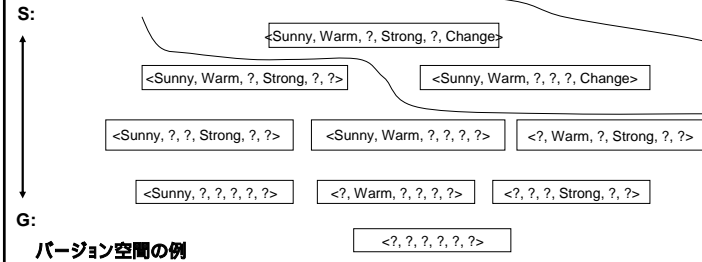 S:
<Sunny, Warm, ?, Strong, ?, Change>
<Sunny, Warm, ?, Strong, ?, ?> <Sunny, Warm, ?, ?, ?, Change>
<Sunny, ?, ?, Strong, ?, ?> <Sunny, Warm, ?, ?, ?, ?> <?, Warm, ?, Strong, ?, ?>
<Sunny, ?, ?, ?, ?, ?> <?, Warm, ?, ?, ?, ?> <?, ?, ?, Strong, ?, ?>
G:
<?, ?, ?, ?, ?, ?>
バージョン空間の例